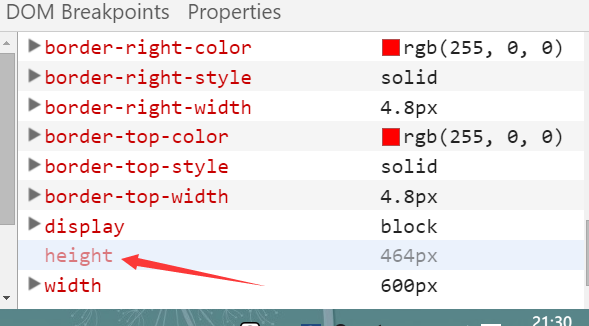 DOM Breakpoints Properties
border-right-color rgb(255, 0, 0)
border-right-style solid
border-right-width 4.8px
border-top-color rgb(255, 0, 0)
border-top-style solid
border-top-width 4.8px
display block
height 464px
width 600px
21:30